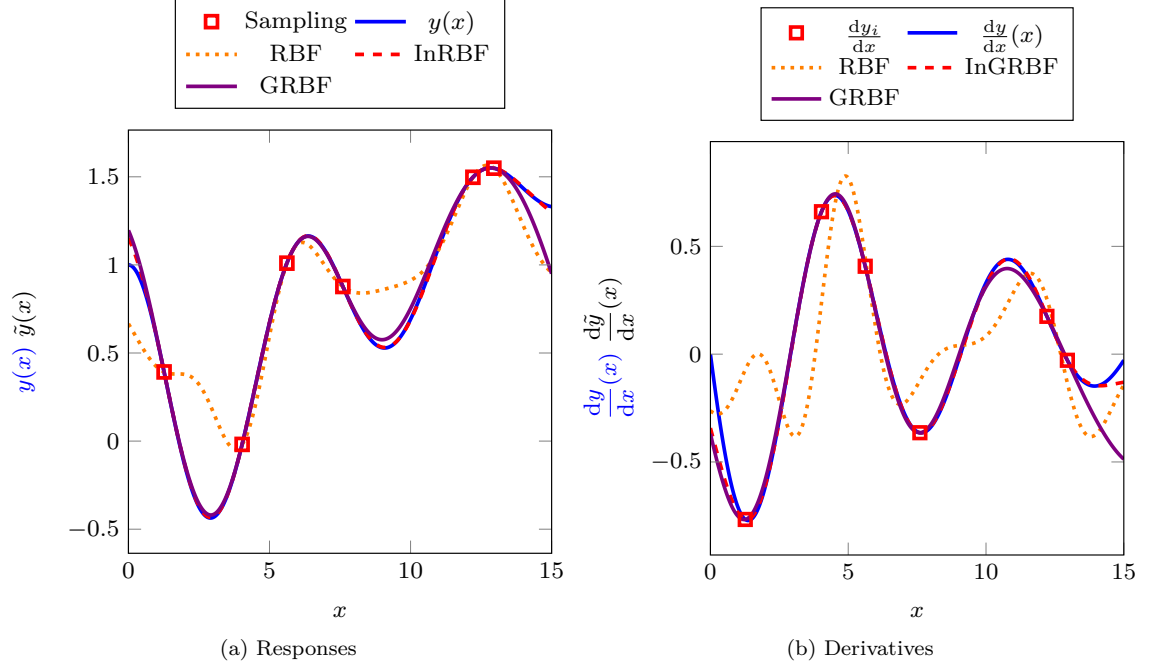 Sampling y(x)
RBF InRBF
GRBF
y(x) ỹ(x)
1.5
1
0.5
0
−0.5
0 5 10 15
x
(a) Responses
dy_i/dx dy/dx(x)
RBF InGRBF
GRBF
dy/dx(x) dỹ/dx(x)
0.5
0
−0.5
0 5 10 15
x
(b) Derivatives